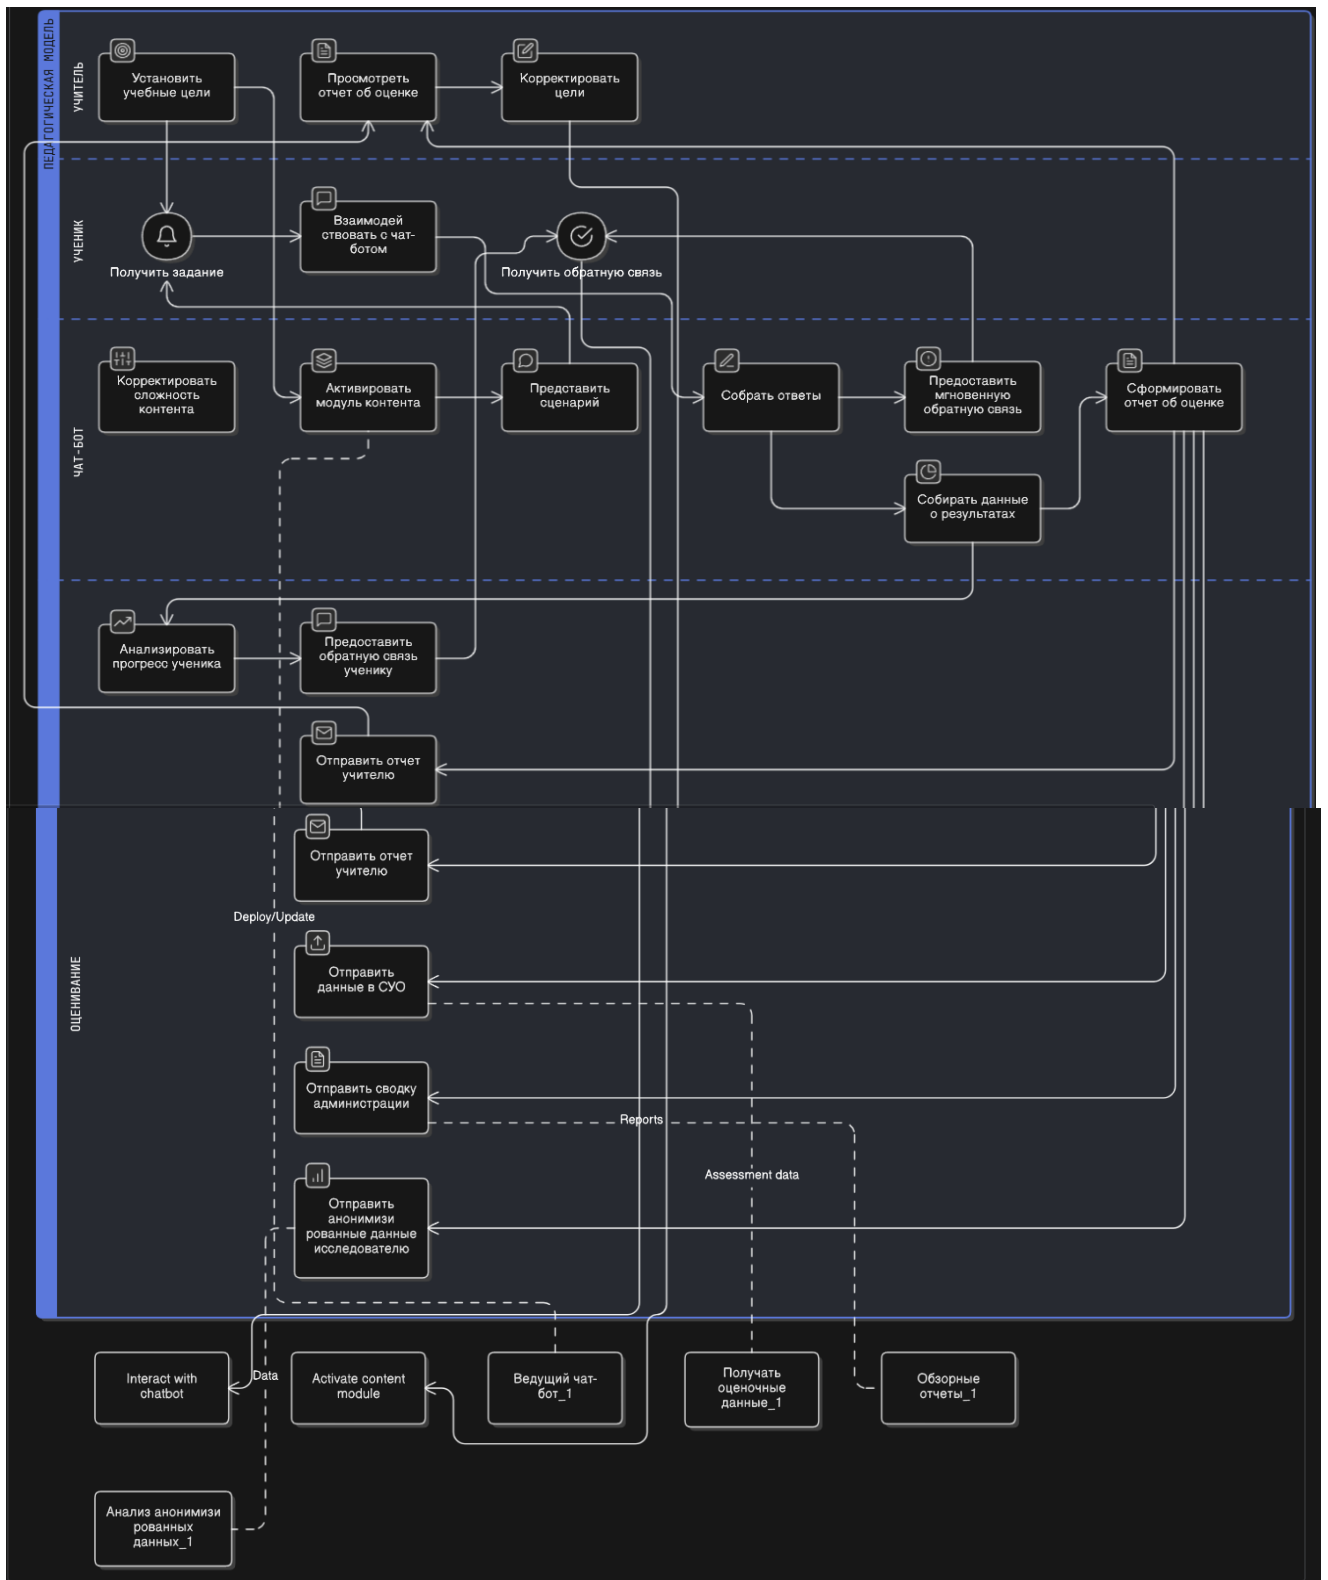 ПЕДАГОГИЧЕСКАЯ МОДЕЛЬ
УЧИТЕЛЬ
Установить
учебные цели
Просмотреть
отчет об оценке
Корректировать
цели
УЧЕНИК
Получить задание
Взаимодей
ствовать с чат-
ботом
Получить обратную связь
ЧАТ-БОТ
Корректировать
сложность
контента
Активировать
модуль контента
Представить
сценарий
Собрать ответы
Предоставить
мгновенную
обратную связь
Сформировать
отчет об оценке
Собирать данные
о результатах
Анализировать
прогресс ученика
Предоставить
обратную связь
ученику
Отправить отчет
учителю
Отправить отчет
учителю
Deploy/Update
ОЦЕНИВАНИЕ
Отправить
данные в СУО
Отправить сводку
администрации
Reports
Assessment data
Отправить
анонимизи
рованные данные
исследователю
Interact with
chatbot
Data
Activate content
module
Ведущий чат-
бот_1
Получать
оценочные
данные_1
Обзорные
отчеты_1
Анализ анонимизи
рованных
данных_1